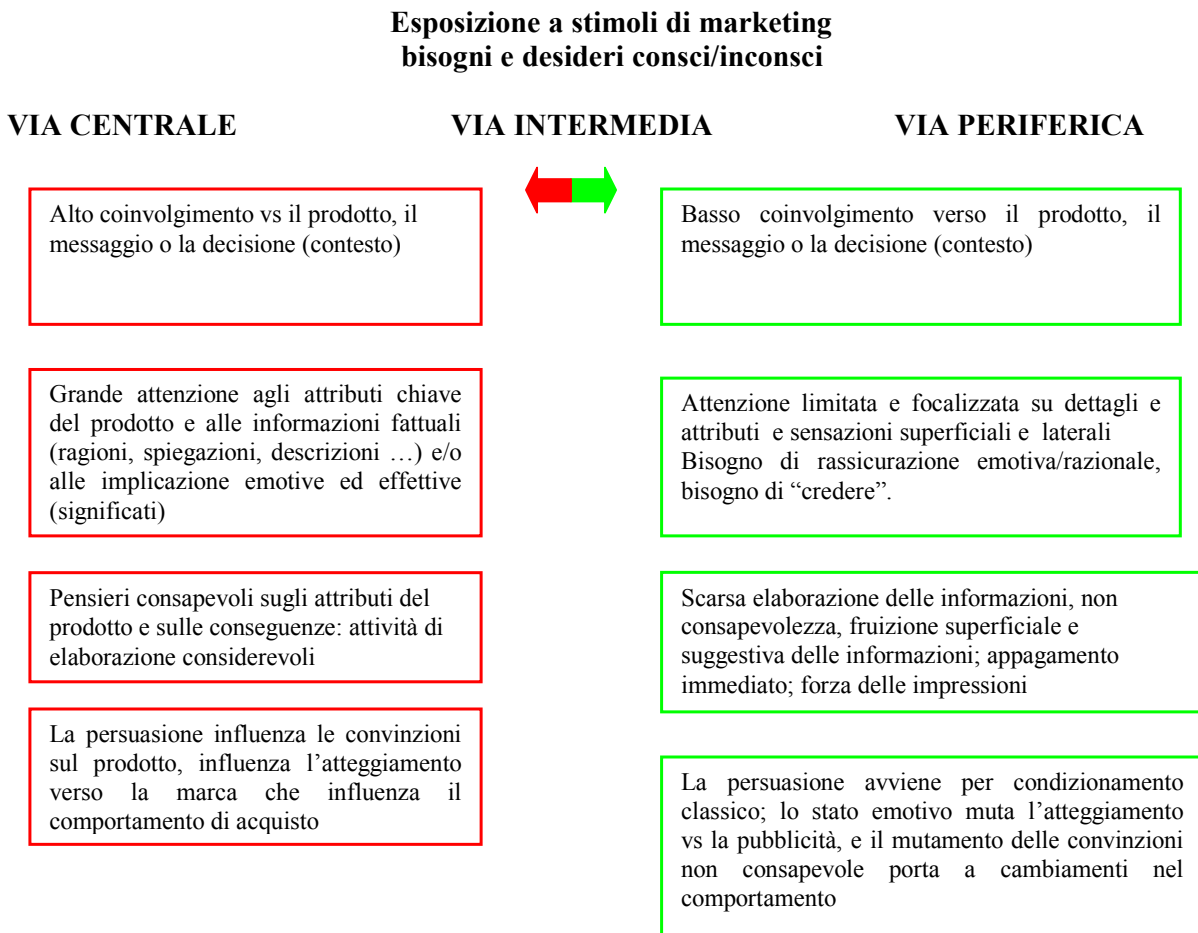 Esposizione a stimoli di marketing
bisogni e desideri consci/inconsci
VIA CENTRALE
VIA INTERMEDIA
VIA PERIFERICA
Alto coinvolgimento vs il prodotto, il
messaggio o la decisione (contesto)
Basso coinvolgimento verso il prodotto, il
messaggio o la decisione (contesto)
Grande attenzione agli attributi chiave
del prodotto e alle informazioni fattuali
(ragioni, spiegazioni, descrizioni …) e/o
alle implicazione emotive ed effettive
(significati)
Attenzione limitata e focalizzata su dettagli e
attributi e sensazioni superficiali e laterali
Bisogno di rassicurazione emotiva/razionale,
bisogno di “credere”.
Pensieri consapevoli sugli attributi del
prodotto e sulle conseguenze: attività di
elaborazione considerevoli
Scarsa elaborazione delle informazioni, non
consapevolezza, fruizione superficiale e
suggestiva delle informazioni; appagamento
immediato; forza delle impressioni
La persuasione influenza le convinzioni
sul prodotto, influenza l’atteggiamento
verso la marca che influenza il
comportamento di acquisto
La persuasione avviene per condizionamento
classico; lo stato emotivo muta l’atteggiamento
vs la pubblicità, e il mutamento delle convinzioni
non consapevole porta a cambiamenti nel
comportamento